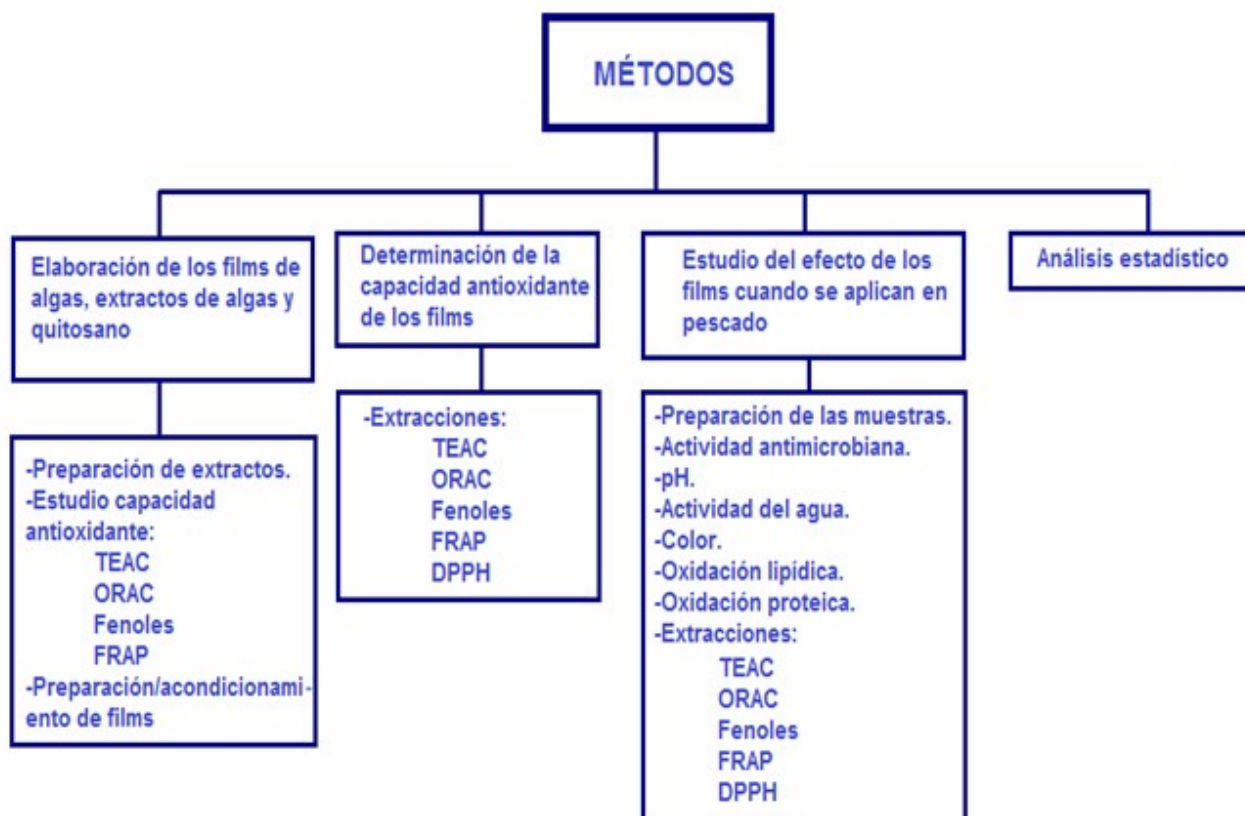 MÉTODOS
Elaboración de los films de
algas, extractos de algas y
quitosano
-Preparación de extractos.
-Estudio capacidad
antioxidante:
TEAC
ORAC
Fenoles
FRAP
-Preparación/acondicionami-
ento de films
Determinación de la
capacidad antioxidante
de los films
-Extracciones:
TEAC
ORAC
Fenoles
FRAP
DPPH
Estudio del efecto de los
films cuando se aplican en
pescado
-Preparación de las muestras.
-Actividad antimicrobiana.
-pH.
-Actividad del agua.
-Color.
-Oxidación lipídica.
-Oxidación proteica.
-Extracciones:
TEAC
ORAC
Fenoles
FRAP
DPPH
Análisis estadístico